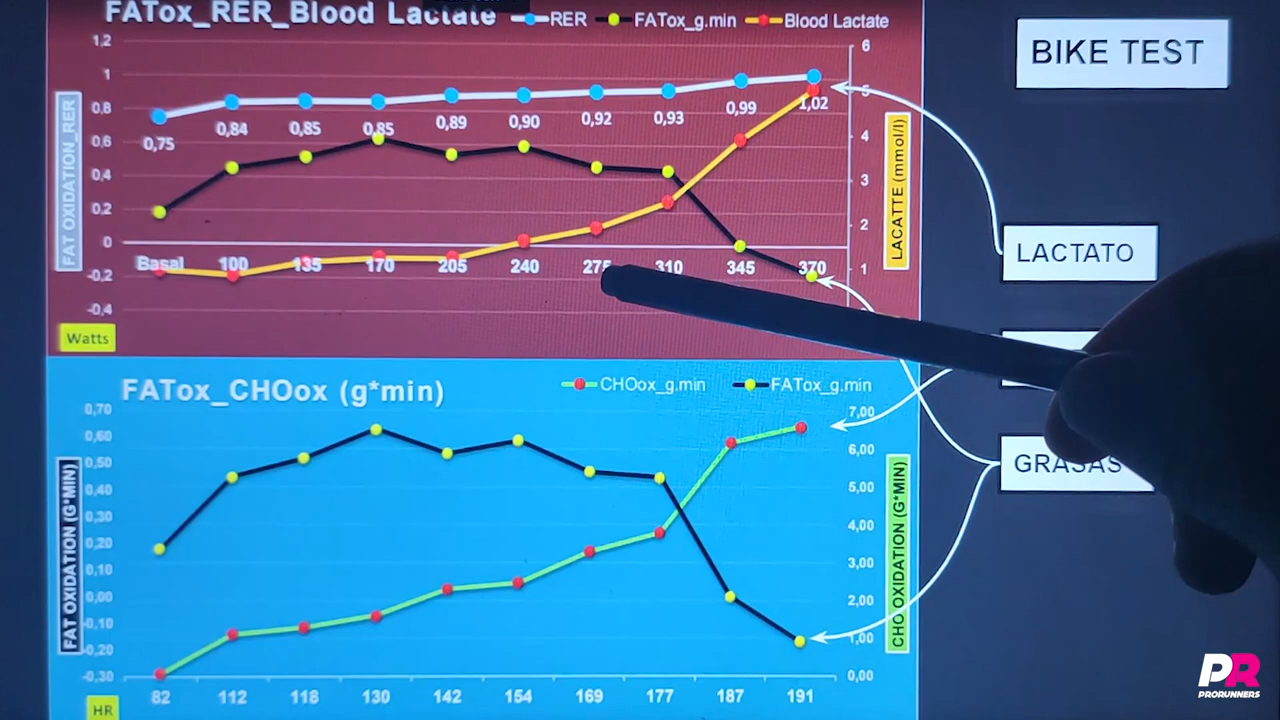 FATox_RER_Blood Lactate
RER FATox_g.min Blood Lactate
BIKE TEST
1,2
1
0,8
0,6
0,4
0,2
0
-0,2
-0,4
FAT OXIDATION_RER
0,75 0,84 0,85 0,85 0,89 0,90 0,92 0,93 0,99 1,02
6
5
4
3
2
1
LACATTE (mmol/l)
Basal 100 135 170 205 240 275 310 345 370
Watts
LACTATO
GRASAS
FATox_CHOox (g*min)
CHOox_g.min FATox_g.min
0,70
0,60
0,50
0,40
0,30
0,20
0,10
0,00
-0,10
-0,20
-0,30
FAT OXIDATION (G*MIN)
7,00
6,00
5,00
4,00
3,00
2,00
1,00
0,00
CHO OXIDATION (G*MIN)
82 112 118 130 142 154 169 177 187 191
HR
PR
PRORUNNERS